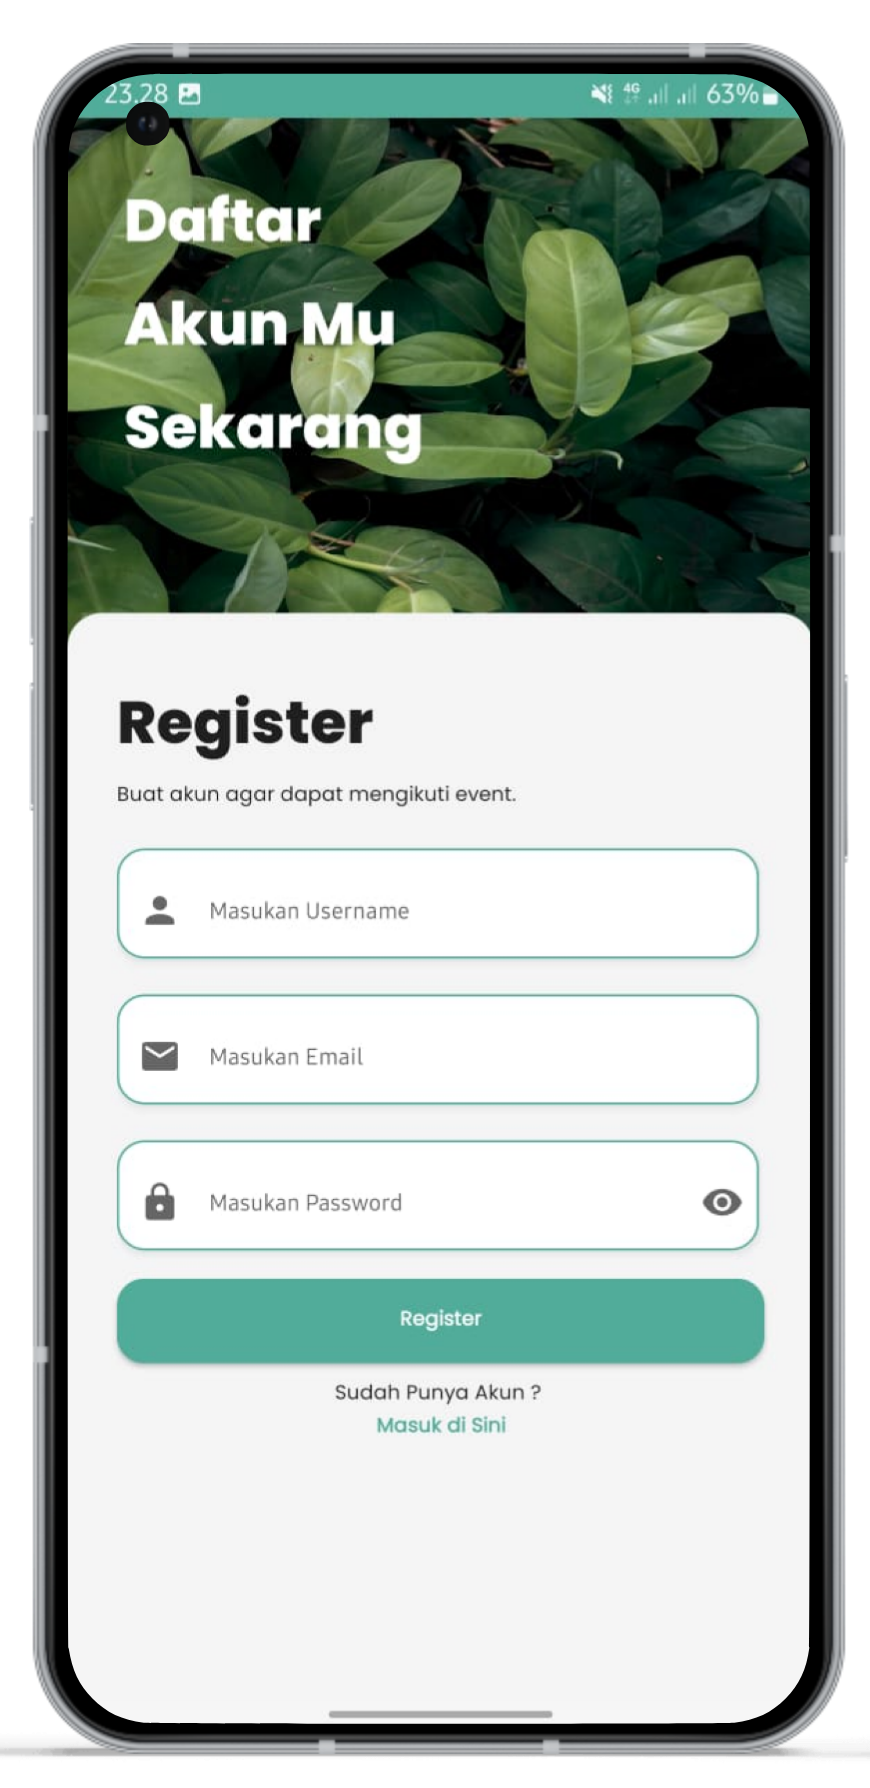 23.28
4G
63%
Daftar
Akun Mu
Sekarang
Register
Buat akun agar dapat mengikuti event.
Masukan Username
Masukan Email
Masukan Password
Register
Sudah Punya Akun ?
Masuk di Sini